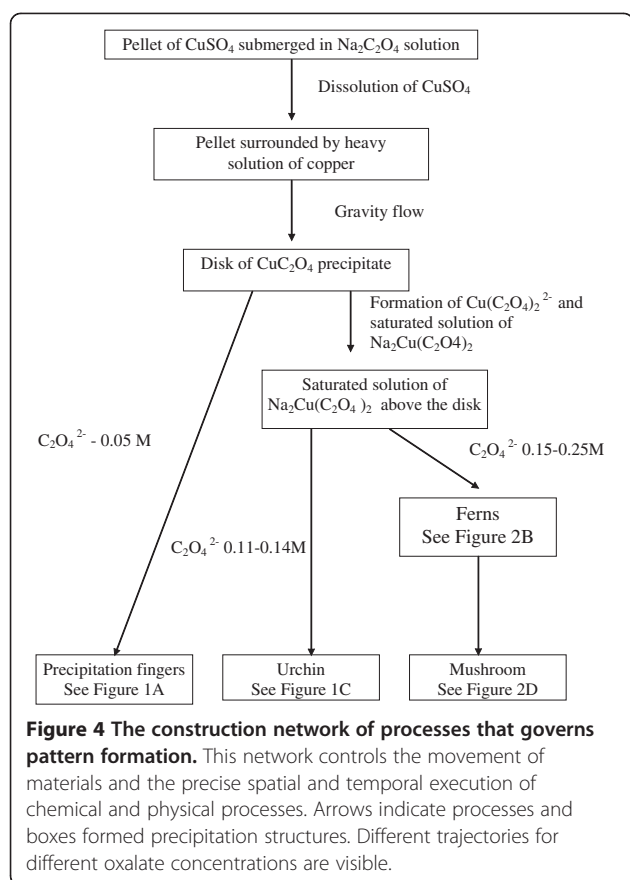 Pellet of CuSO₄ submerged in Na₂C₂O₄ solution
Dissolution of CuSO₄
Pellet surrounded by heavy
solution of copper
Gravity flow
Disk of CuC₂O₄ precipitate
Formation of Cu(C₂O₄)₂ ²⁻ and
saturated solution of
Na₂Cu(C₂O4)₂
Saturated solution of
Na₂Cu(C₂O₄ )₂ above the disk
C₂O₄ ²⁻ - 0.05 M
C₂O₄ ²⁻ 0.15-0.25M
Ferns
See Figure 2B
C₂O₄ ²⁻ 0.11-0.14M
Precipitation fingers
See Figure 1A
Urchin
See Figure 1C
Mushroom
See Figure 2D
Figure 4 The construction network of processes that governs
pattern formation. This network controls the movement of
materials and the precise spatial and temporal execution of
chemical and physical processes. Arrows indicate processes and
boxes formed precipitation structures. Different trajectories for
different oxalate concentrations are visible.